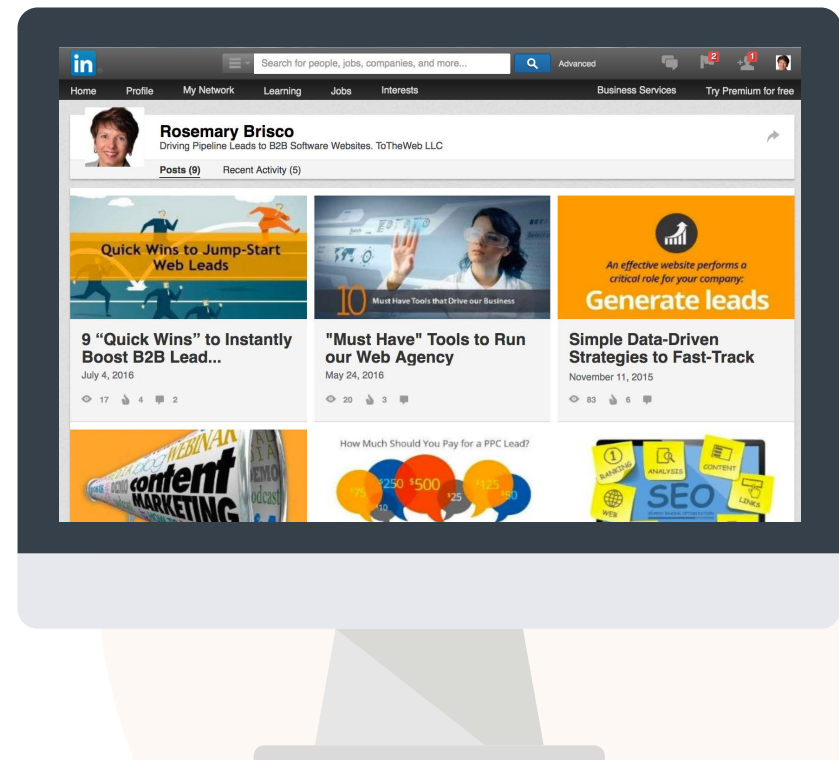 in
Search for people, jobs, companies, and more...
Advanced
2
1
Home Profile My Network Learning Jobs Interests Business Services Try Premium for free
Rosemary Brisco
Driving Pipeline Leads to B2B Software Websites. ToTheWeb LLC
Posts (9) Recent Activity (5)
Quick Wins to Jump-Start
Web Leads
10 Must Have Tools that Drive our Business
An effective website performs a
critical role for your company:
Generate leads
9 “Quick Wins” to Instantly
Boost B2B Lead...
July 4, 2016
17 4 2
"Must Have" Tools to Run
our Web Agency
May 24, 2016
20 3
Simple Data-Driven
Strategies to Fast-Track
November 11, 2015
83 6
WEBINAR
blog
content
MARKETING
How Much Should You Pay for a PPC Lead?
$75
$250
$500
$125
$10
$25
$50
RANKING
ANALYSIS
CONTENT
SEO
LINKS
WEB